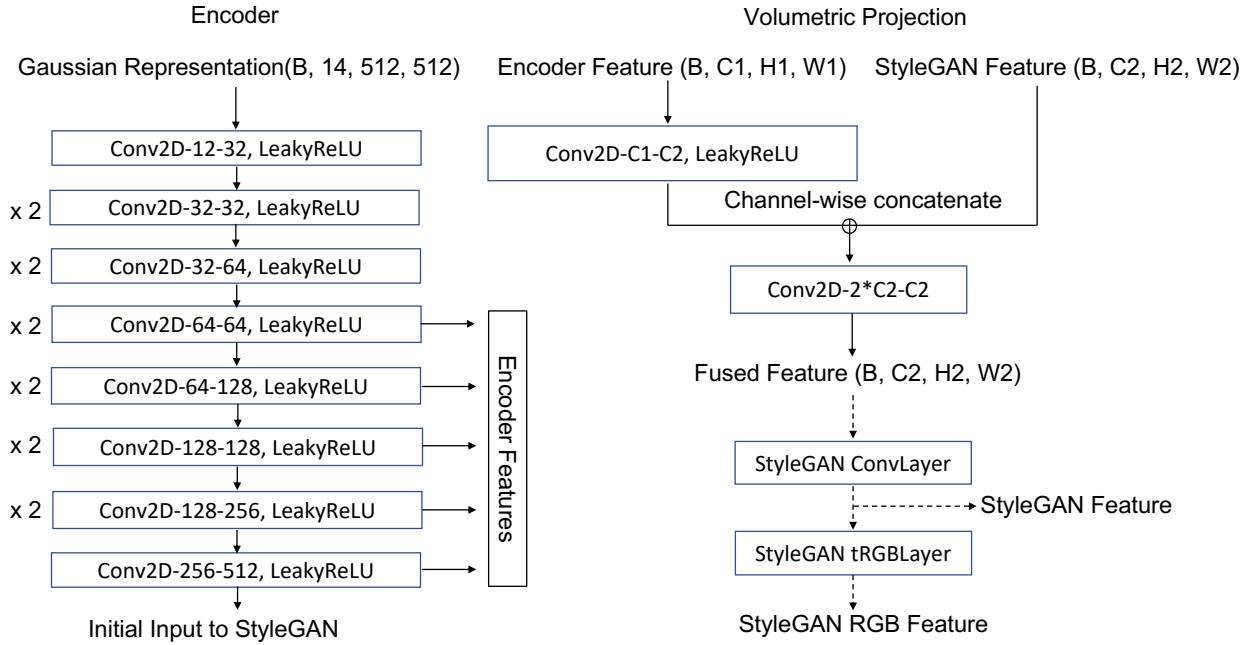 Encoder
Gaussian Representation(B, 14, 512, 512)
Conv2D-12-32, LeakyReLU
x 2 Conv2D-32-32, LeakyReLU
x 2 Conv2D-32-64, LeakyReLU
x 2 Conv2D-64-64, LeakyReLU
x 2 Conv2D-64-128, LeakyReLU
x 2 Conv2D-128-128, LeakyReLU
x 2 Conv2D-128-256, LeakyReLU
Conv2D-256-512, LeakyReLU
Encoder Features
Initial Input to StyleGAN
Volumetric Projection
Encoder Feature (B, C1, H1, W1)
StyleGAN Feature (B, C2, H2, W2)
Conv2D-C1-C2, LeakyReLU
Channel-wise concatenate
Conv2D-2*C2-C2
Fused Feature (B, C2, H2, W2)
StyleGAN ConvLayer
StyleGAN Feature
StyleGAN tRGBLayer
StyleGAN RGB Feature